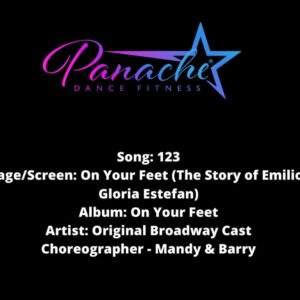 Panache
DANCE FITNESS
Song: 123
age/Screen: On Your Feet (The Story of Emilio
Gloria Estefan)
Album: On Your Feet
Artist: Original Broadway Cast
Choreographer - Mandy & Barry